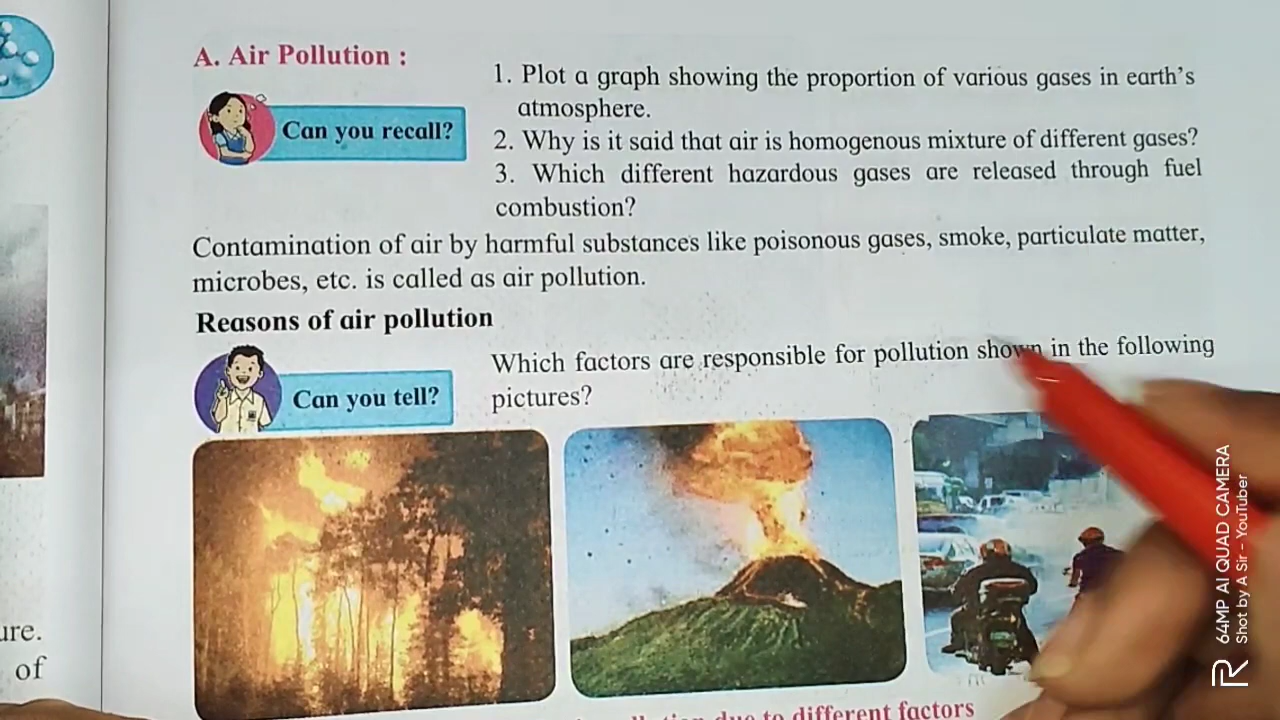 A. Air Pollution :
Can you recall?
1. Plot a graph showing the proportion of various gases in earth's
atmosphere.
2. Why is it said that air is homogenous mixture of different gases?
3. Which different hazardous gases are released through fuel
combustion?
Contamination of air by harmful substances like poisonous gases, smoke, particulate matter,
microbes, etc. is called as air pollution.
Reasons of air pollution
Can you tell?
Which factors are responsible for pollution shown in the following
pictures?
due to different factors
ure.
of
64MP AI QUAD CAMERA
Shot by A Sir - YouTuber